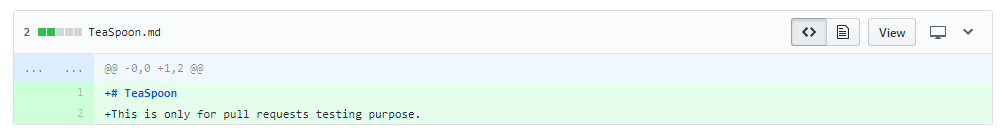 2 TeaSpoon.md <> View
... ... @@ -0,0 +1,2 @@
1 +# TeaSpoon
2 +This is only for pull requests testing purpose.